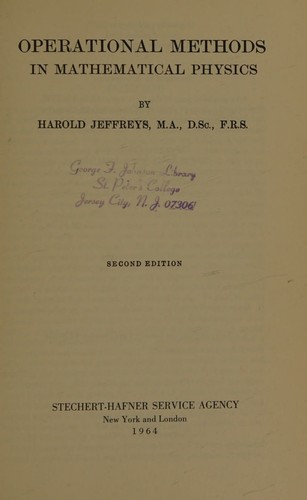 OPERATIONAL METHODS
IN MATHEMATICAL PHYSICS
BY
HAROLD JEFFREYS, M.A., D.Sc., F.R.S.
George F. Johnson Library
St. Peter's College
Jersey City, N. J. 07306
SECOND EDITION
STECHERT-HAFNER SERVICE AGENCY
New York and London
1964